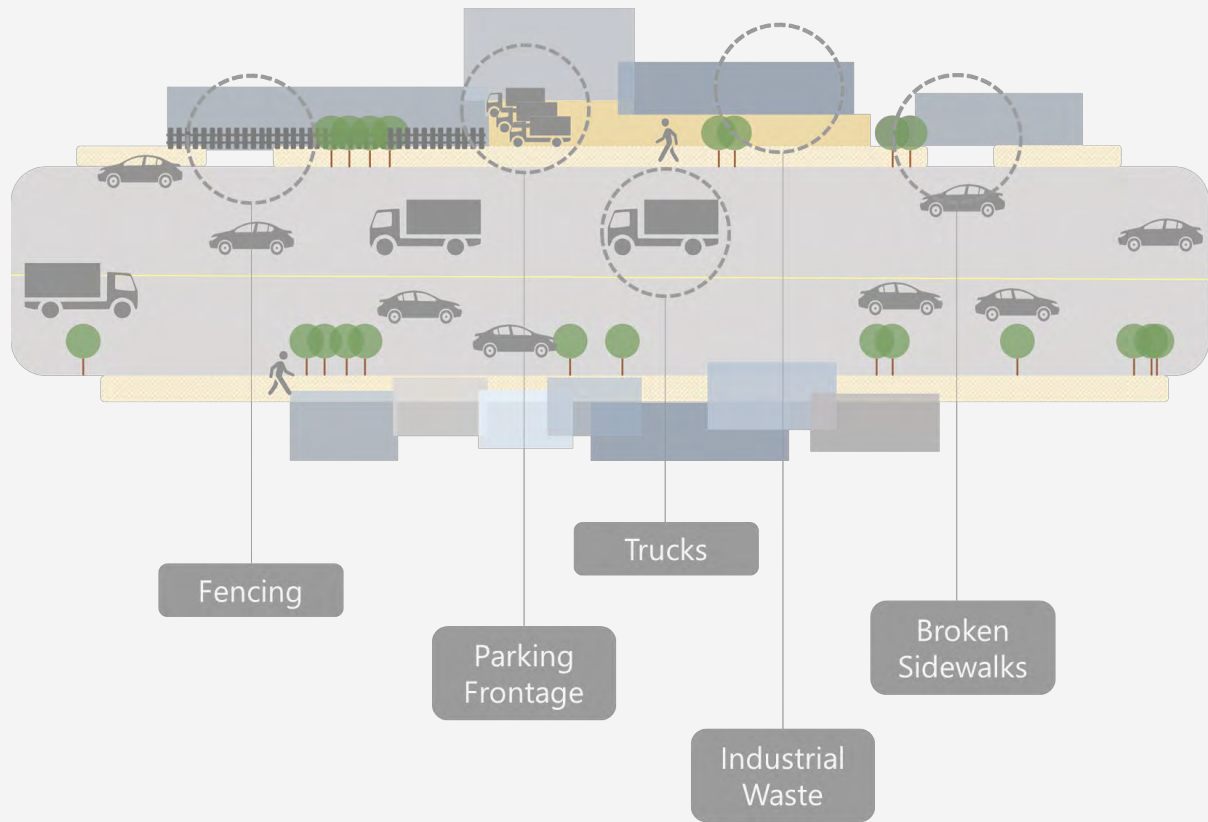 Fencing
Parking
Frontage
Trucks
Industrial
Waste
Broken
Sidewalks